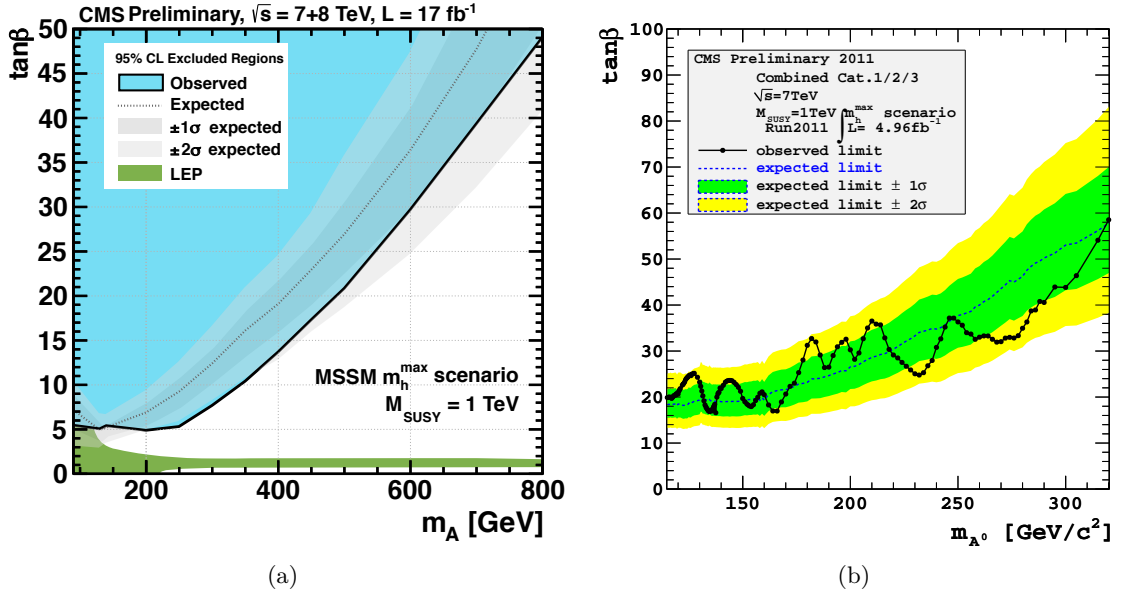 CMS Preliminary, √s = 7+8 TeV, L = 17 fb⁻¹
tanβ
50
45
40
35
30
25
20
15
10
5
0
95% CL Excluded Regions
Observed
Expected
±1σ expected
±2σ expected
LEP
MSSM m_h^max scenario
M_SUSY = 1 TeV
200 400 600 800
m_A [GeV]
(a)
tanβ
100
90
80
70
60
50
40
30
20
10
0
CMS Preliminary 2011
Combined Cat.1/2/3
√s=7TeV
M_SUSY=1TeV m_h^max scenario
Run2011 ∫L= 4.96fb⁻¹
observed limit
expected limit
expected limit ± 1σ
expected limit ± 2σ
150 200 250 300
m_A⁰ [GeV/c²]
(b)